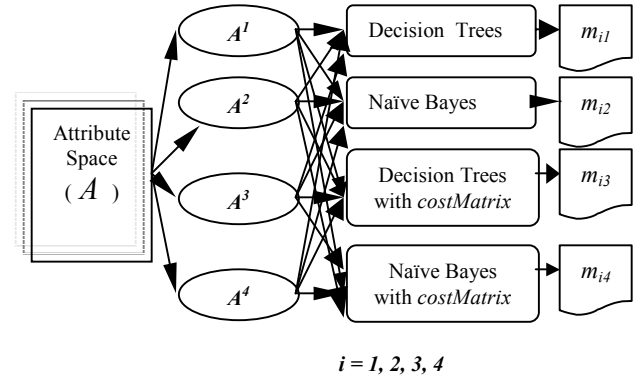 Attribute
Space
( A )
A¹
A²
A³
A⁴
Decision Trees
Naïve Bayes
Decision Trees
with costMatrix
Naïve Bayes
with costMatrix
mi1
mi2
mi3
mi4
i = 1, 2, 3, 4